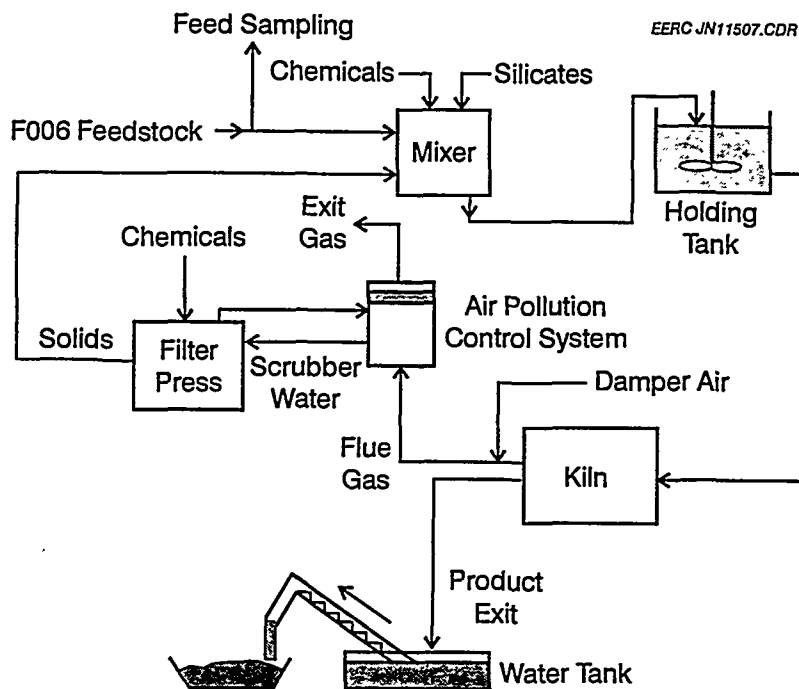 Feed Sampling
EERC JN11507.CDR
Chemicals
Silicates
F006 Feedstock
Mixer
Holding
Tank
Exit
Gas
Chemicals
Air Pollution
Control System
Solids
Filter
Press
Scrubber
Water
Damper Air
Flue
Gas
Kiln
Product
Exit
Water Tank